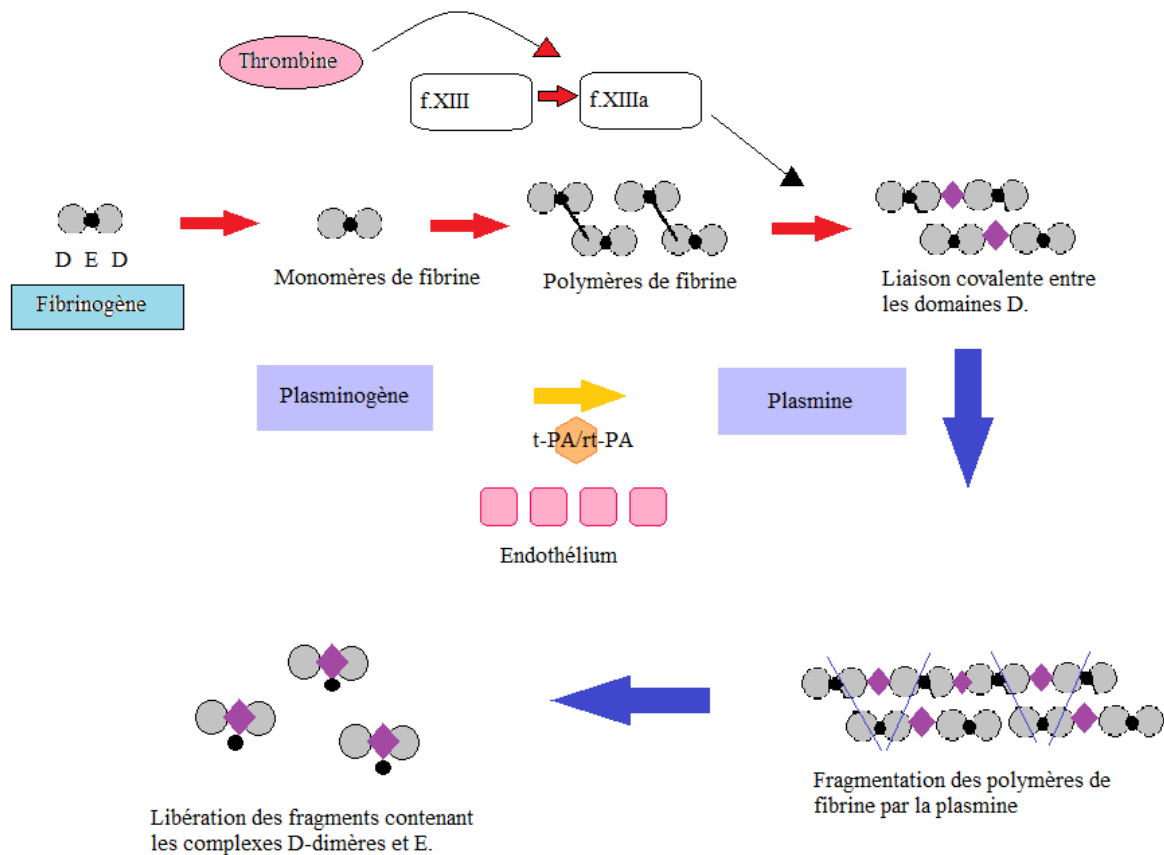 Thrombine
f.XIII
f.XIIIa
D E D
Fibrinogène
Monomères de fibrine
Polymères de fibrine
Liaison covalente entre
les domaines D.
Plasminogène
t-PA/rt-PA
Plasmine
Endothélium
Fragmentation des polymères de
fibrine par la plasmine
Libération des fragments contenant
les complexes D-dimères et E.